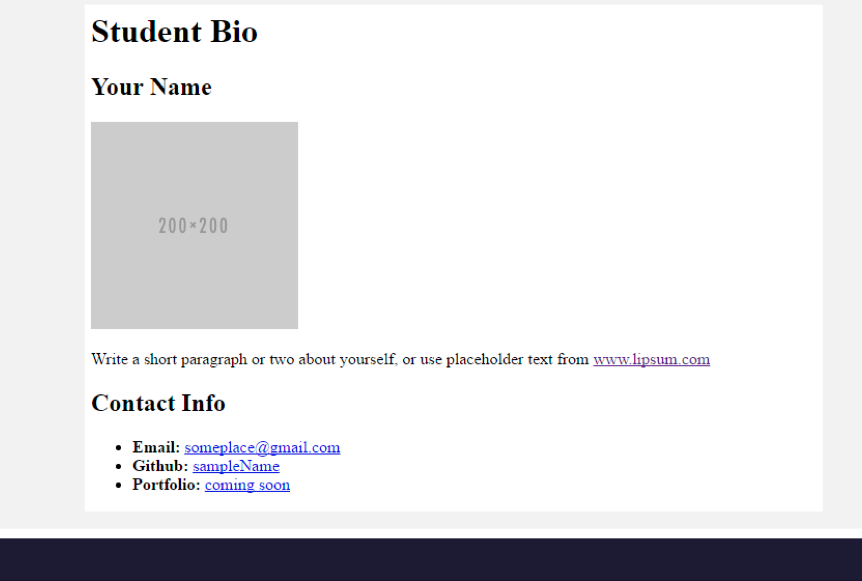 Student Bio
Your Name
200×200
Write a short paragraph or two about yourself, or use placeholder text from www.lipsum.com
Contact Info
• Email: someplace@gmail.com
• Github: sampleName
• Portfolio: coming soon